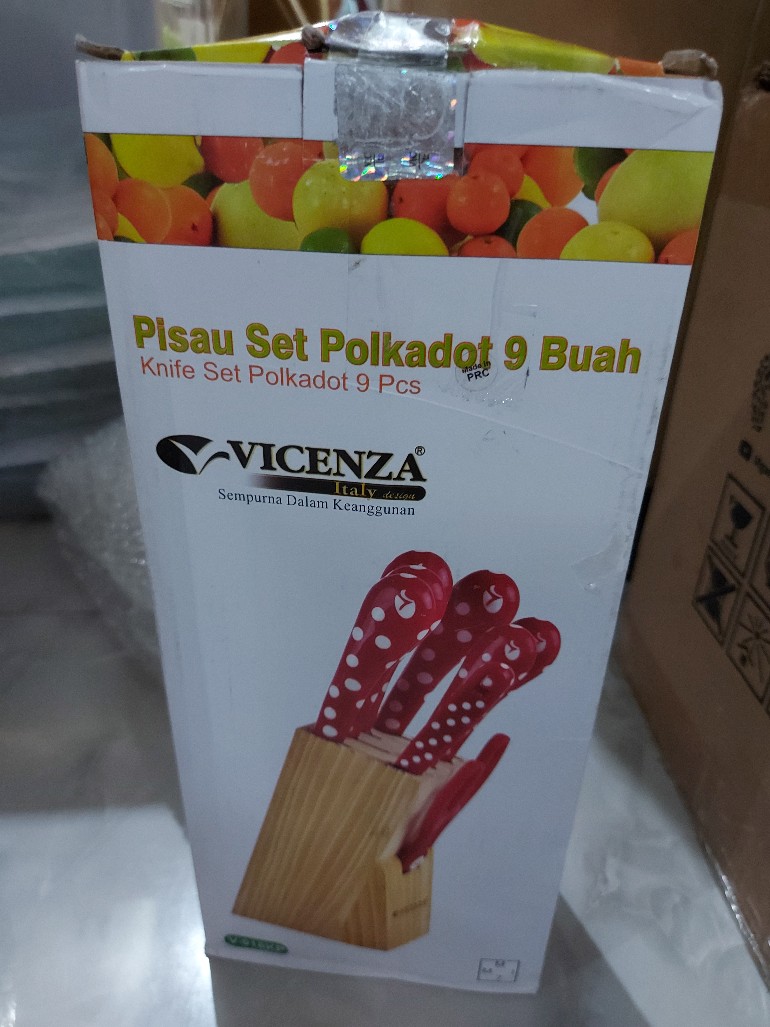 Pisau Set Polkadot 9 Buah
Knife Set Polkadot 9 Pcs
Made in
PRC
VICENZA®
Italy design
Sempurna Dalam Keanggunan